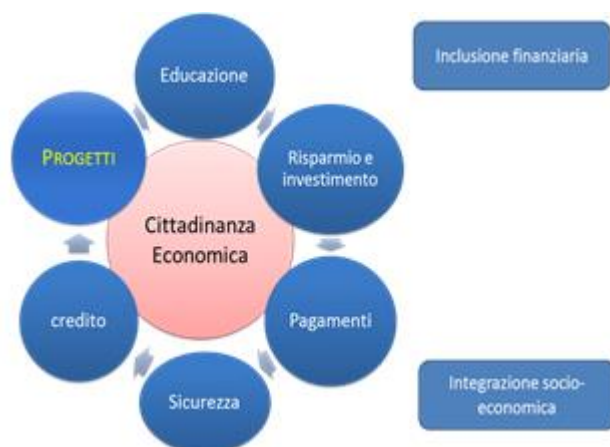 Educazione
Inclusione finanziaria
PROGETTI
Risparmio e
investimento
Cittadinanza
Economica
credito
Pagamenti
Sicurezza
Integrazione socio-
economica